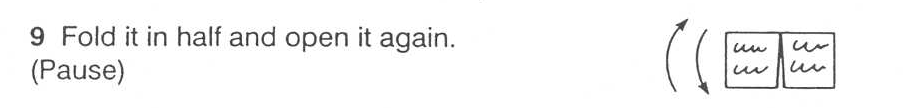 9 Fold it in half and open it again.
(Pause)